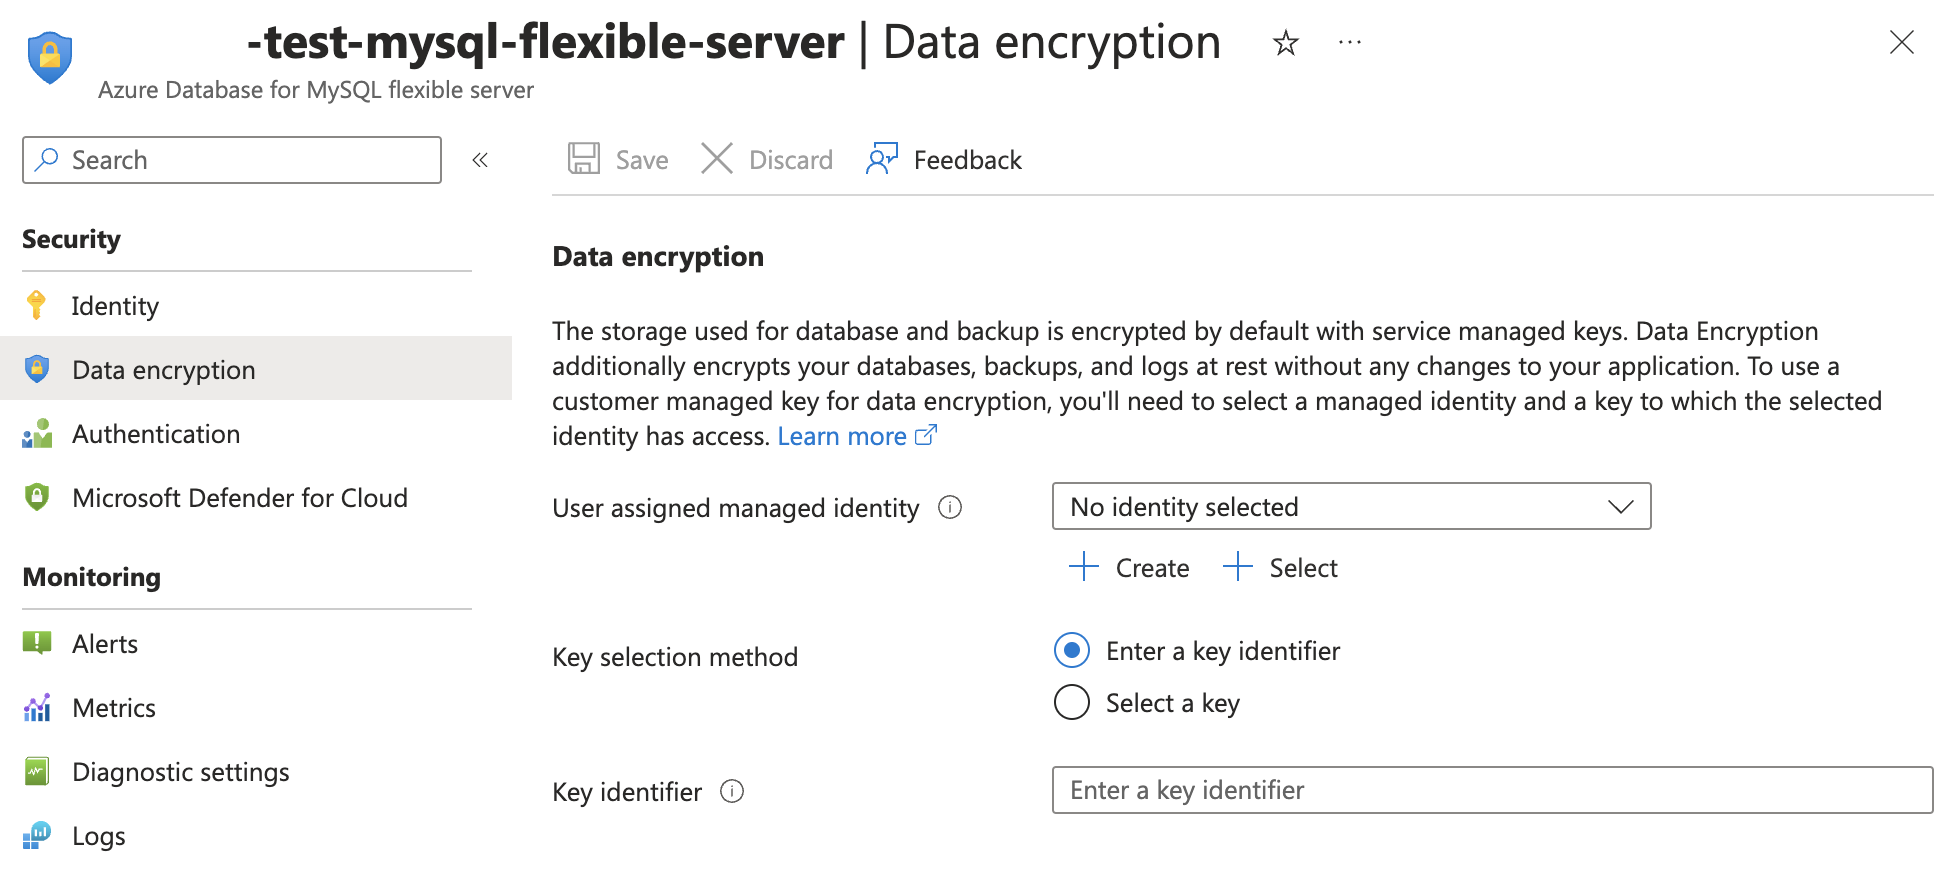 -test-mysql-flexible-server | Data encryption
Azure Database for MySQL flexible server
Search
«
Save
Discard
Feedback
Security
Identity
Data encryption
Authentication
Microsoft Defender for Cloud
Monitoring
Alerts
Metrics
Diagnostic settings
Logs
Data encryption
The storage used for database and backup is encrypted by default with service managed keys. Data Encryption
additionally encrypts your databases, backups, and logs at rest without any changes to your application. To use a
customer managed key for data encryption, you'll need to select a managed identity and a key to which the selected
identity has access. Learn more
User assigned managed identity
No identity selected
Create
Select
Key selection method
Enter a key identifier
Select a key
Key identifier
Enter a key identifier